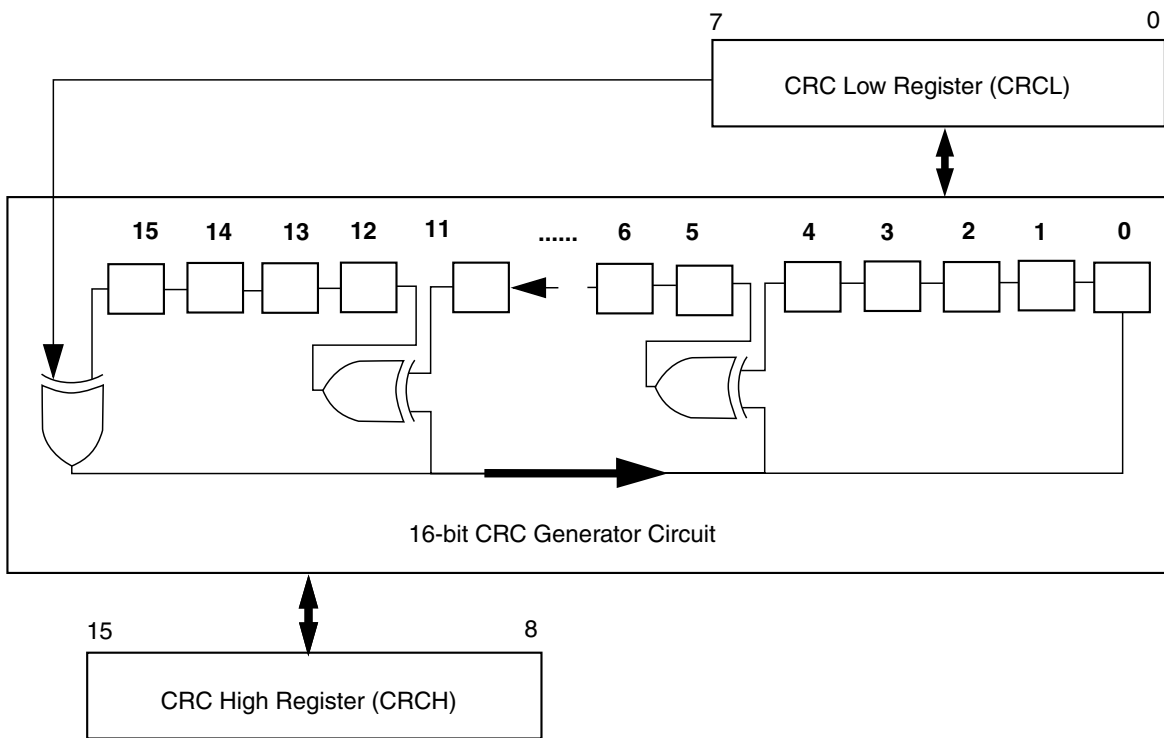 7 0
CRC Low Register (CRCL)
15 14 13 12 11 ...... 6 5 4 3 2 1 0
16-bit CRC Generator Circuit
15 8
CRC High Register (CRCH)